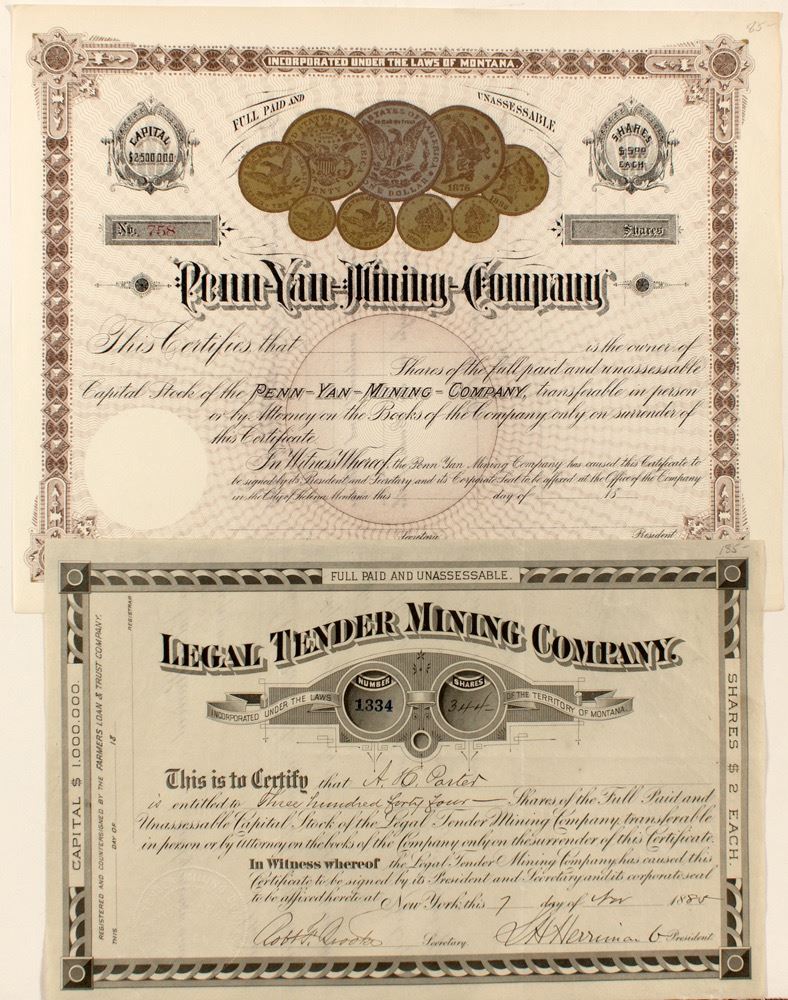 85-
INCORPORATED UNDER THE LAWS OF MONTANA.
FULL PAID AND UNASSESSABLE
CAPITAL
$2,500,000
SHARES
$5.00
EACH
ONE DOLLAR
1876
No. 758
Shares
Penn-Yan-Mining-Company
This Certifies that is the owner of
Shares of the full paid and unassessable
Capital Stock of the PENN-YAN-MINING-COMPANY, transferable in person
or by Attorney on the Books of the Company only on surrender of
this Certificate.
In Witness Whereof, the Penn Yan Mining Company has caused this Certificate to
be signed by its President and Secretary and its Corporate Seal to be affixed at the Office of the Company
in the City of Helena, Montana this day of 18
Secretary President
185-
FULL PAID AND UNASSESSABLE.
LEGAL TENDER MINING COMPANY.
NUMBER SHARES
1334 344-
INCORPORATED UNDER THE LAWS OF THE TERRITORY OF MONTANA.
This is to Certify that A. H. Porter
is entitled to Three hundred forty four Shares of the Full Paid and
Unassessable Capital Stock of the Legal Tender Mining Company, transferable
in person or by attorney on the books of the Company only on the surrender of this Certificate.
In Witness whereof the Legal Tender Mining Company has caused this
Certificate to be signed by its President and Secretary and its corporate seal
to be affixed hereto at New York this 7 day of Nov 188
Secretary President
CAPITAL $ 1.000.000.
REGISTERED AND COUNTERSIGNED BY THE FARMERS LOAN & TRUST COMPANY.
THIS DAY OF 18
REGISTRAR
SHARES $ 2 EACH.